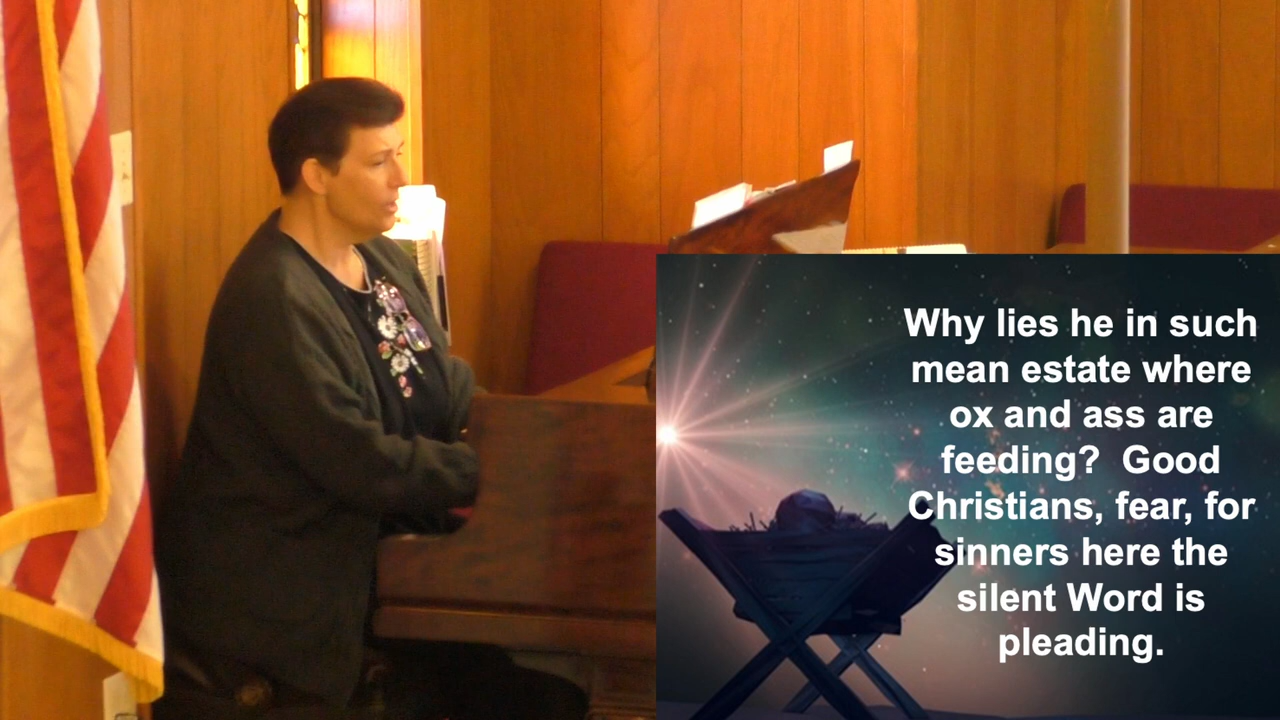 Why lies he in such
mean estate where
ox and ass are
feeding?  Good
Christians, fear, for
sinners here the
silent Word is
pleading.